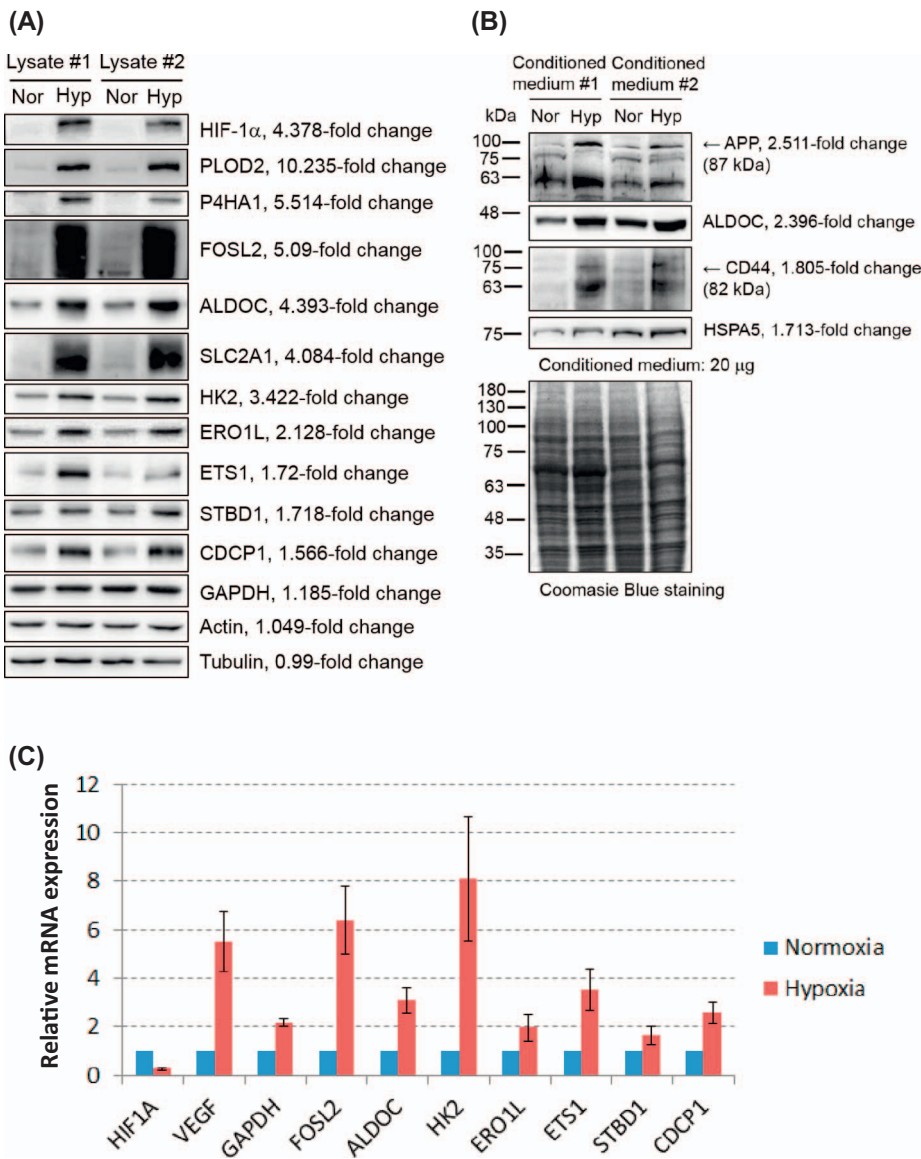 (A)
Lysate #1 Lysate #2
Nor Hyp Nor Hyp
HIF-1α, 4.378-fold change
PLOD2, 10.235-fold change
P4HA1, 5.514-fold change
FOSL2, 5.09-fold change
ALDOC, 4.393-fold change
SLC2A1, 4.084-fold change
HK2, 3.422-fold change
ERO1L, 2.128-fold change
ETS1, 1.72-fold change
STBD1, 1.718-fold change
CDCP1, 1.566-fold change
GAPDH, 1.185-fold change
Actin, 1.049-fold change
Tubulin, 0.99-fold change
(B)
Conditioned Conditioned
medium #1 medium #2
kDa Nor Hyp Nor Hyp
100
75
63
← APP, 2.511-fold change
(87 kDa)
48
ALDOC, 2.396-fold change
100
75
63
← CD44, 1.805-fold change
(82 kDa)
75
HSPA5, 1.713-fold change
Conditioned medium: 20 μg
180
130
100
75
63
48
35
Coomasie Blue staining
(C)
Relative mRNA expression
12
10
8
6
4
2
0
HIF1A
VEGF
GAPDH
FOSL2
ALDOC
HK2
ERO1L
ETS1
STBD1
CDCP1
Normoxia
Hypoxia